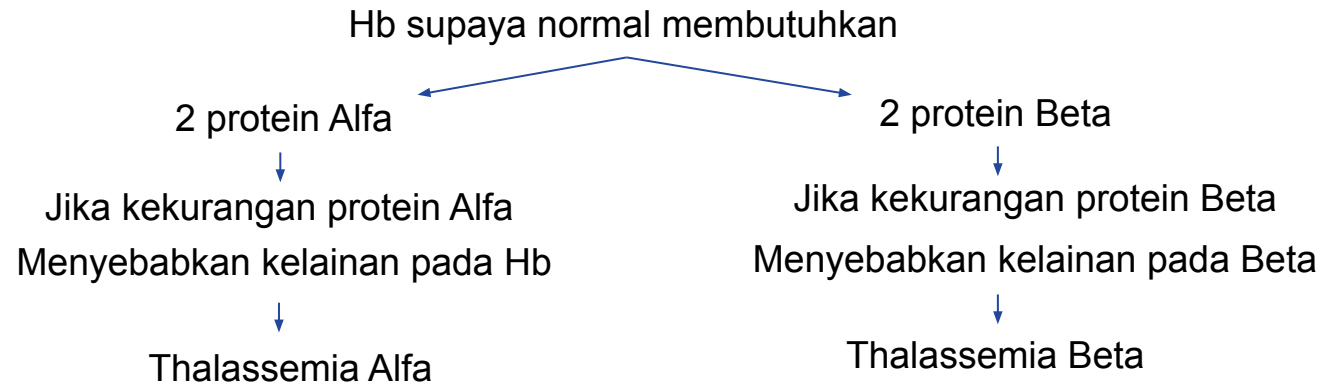 Hb supaya normal membutuhkan
2 protein Alfa
Jika kekurangan protein Alfa
Menyebabkan kelainan pada Hb
Thalassemia Alfa
2 protein Beta
Jika kekurangan protein Beta
Menyebabkan kelainan pada Beta
Thalassemia Beta